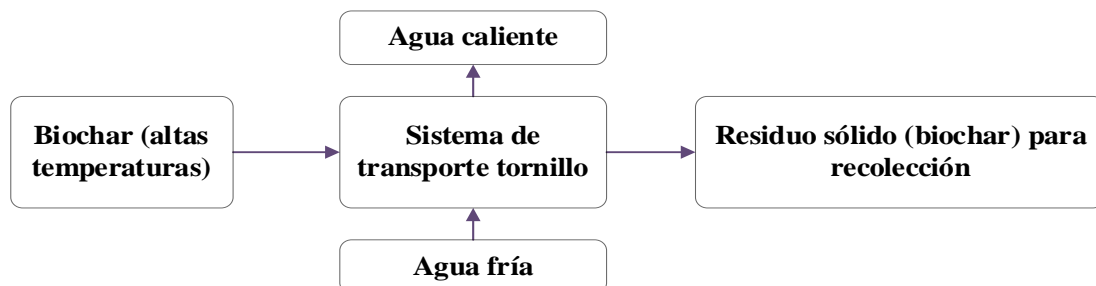 Agua caliente
Biochar (altas
temperaturas)
Sistema de
transporte tornillo
Residuo sólido (biochar) para
recolección
Agua fría